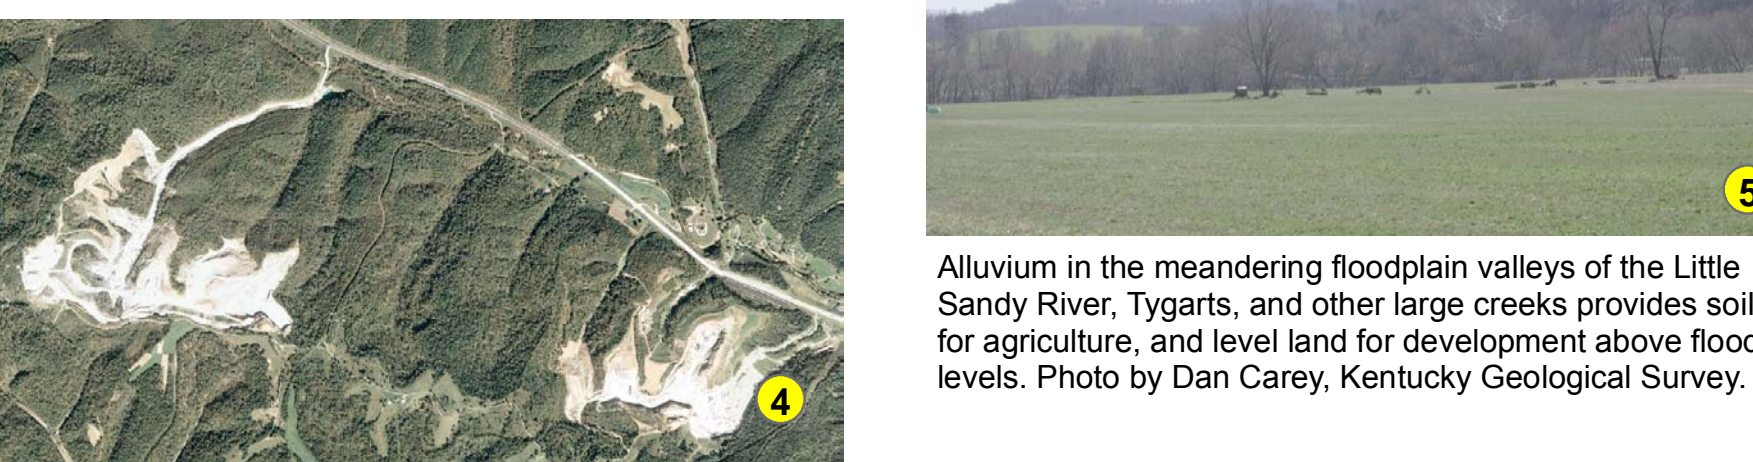 4
5
Alluvium in the meandering floodplain valleys of the Little
Sandy River, Tygarts, and other large creeks provides soil
for agriculture, and level land for development above flood
levels. Photo by Dan Carey, Kentucky Geological Survey.